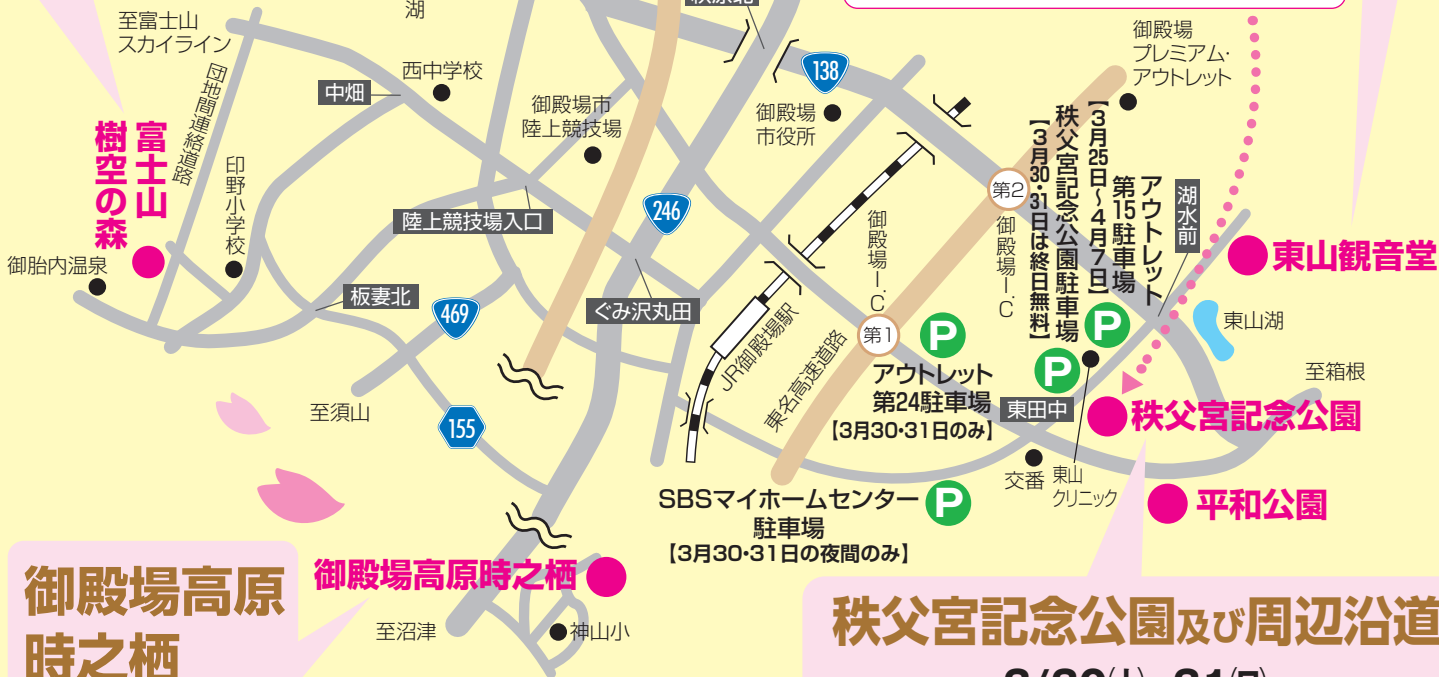 湖
至富士山
スカイライン
団地間連絡道路
中畑
西中学校
御殿場市
陸上競技場
138
御殿場
市役所
御殿場
プレミアム・
アウトレット
富士山
樹空の森
印野小学校
御胎内温泉
陸上競技場入口
246
板妻北
469
ぐみ沢丸田
155
至須山
JR御殿場駅
東名高速道路
御殿場I.C
第1
第2
御殿場I.C
アウトレット
第15駐車場
【3月25日〜4月7日】
秩父宮記念公園駐車場
【3月30・31日は終日無料】
湖水前
東山観音堂
東山湖
P
P
P
アウトレット
第24駐車場
【3月30・31日のみ】
東田中
至箱根
秩父宮記念公園
交番
東山
クリニック
平和公園
SBSマイホームセンター
駐車場
【3月30・31日の夜間のみ】
P
御殿場高原時之栖
至沼津
神山小
御殿場高原
時之栖
秩父宮記念公園及び周辺沿道